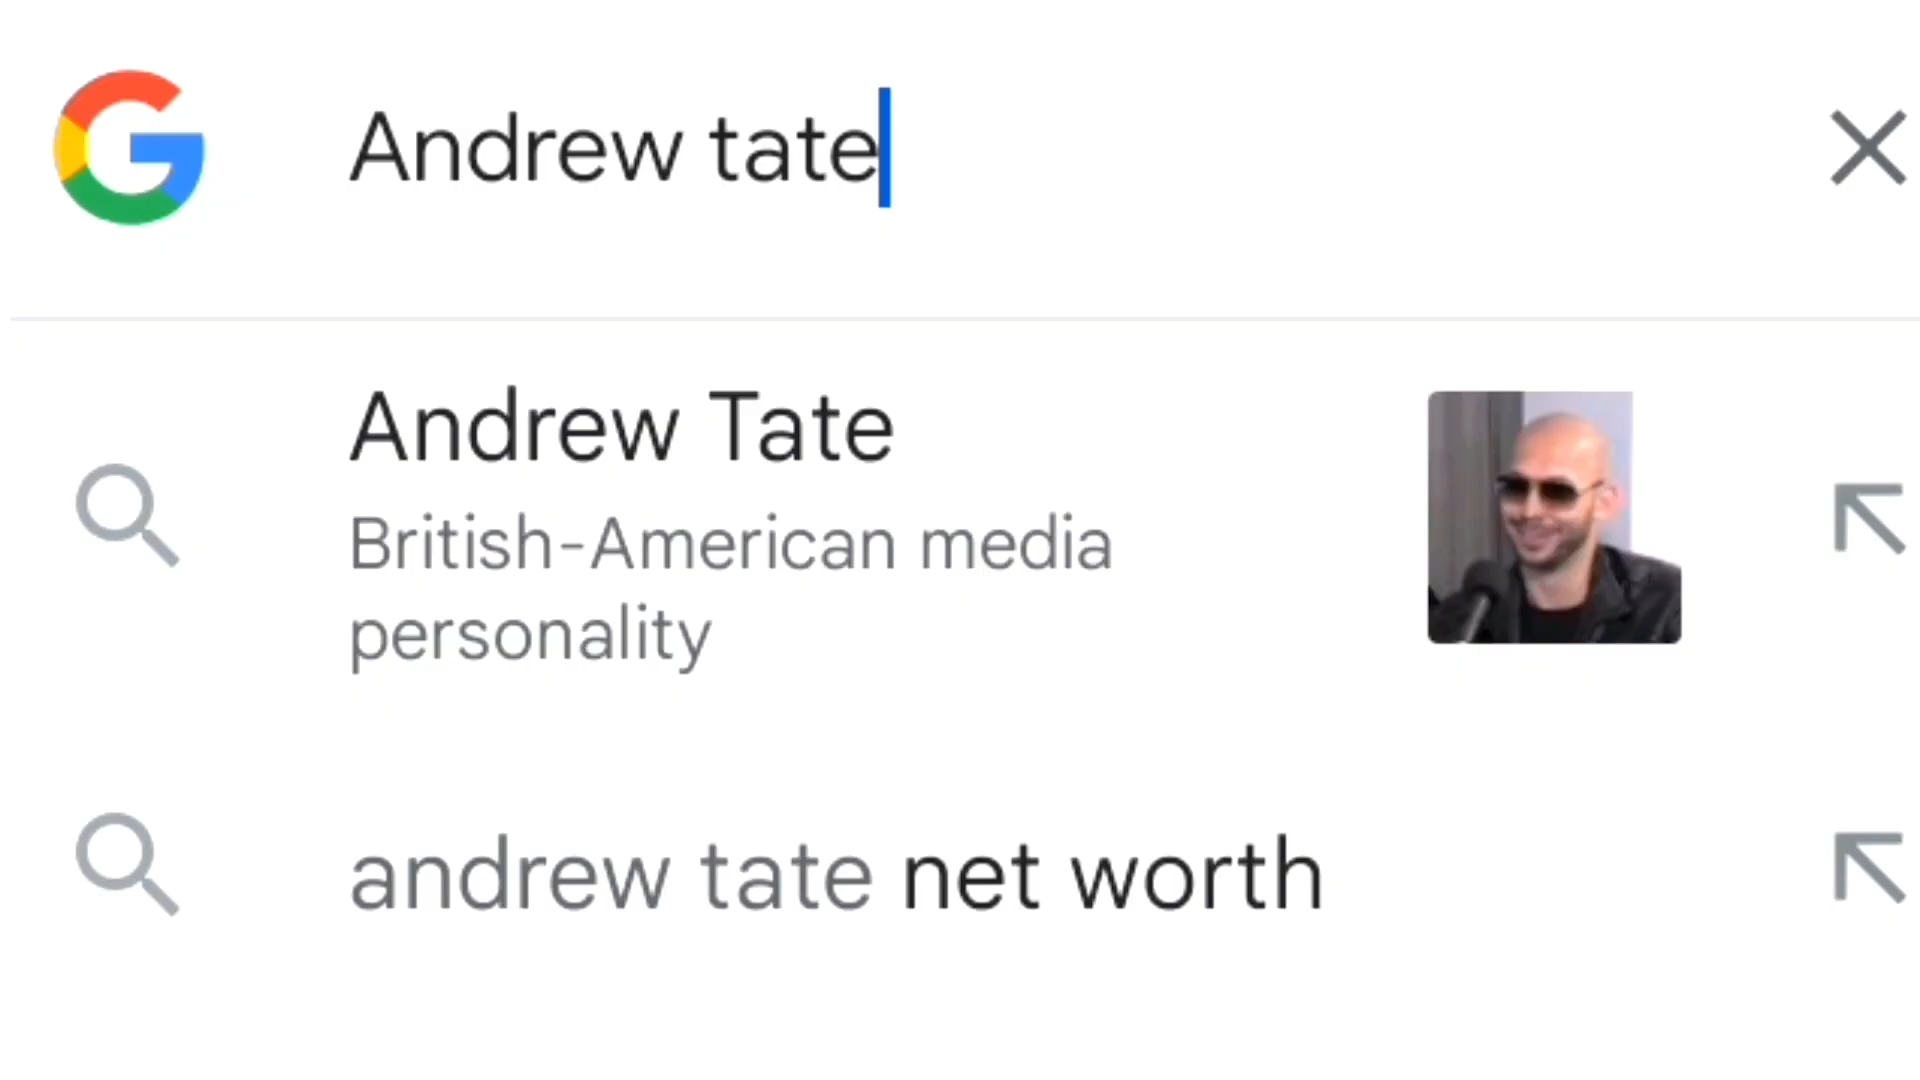 Andrew tate
Andrew Tate
British-American media
personality
andrew tate net worth